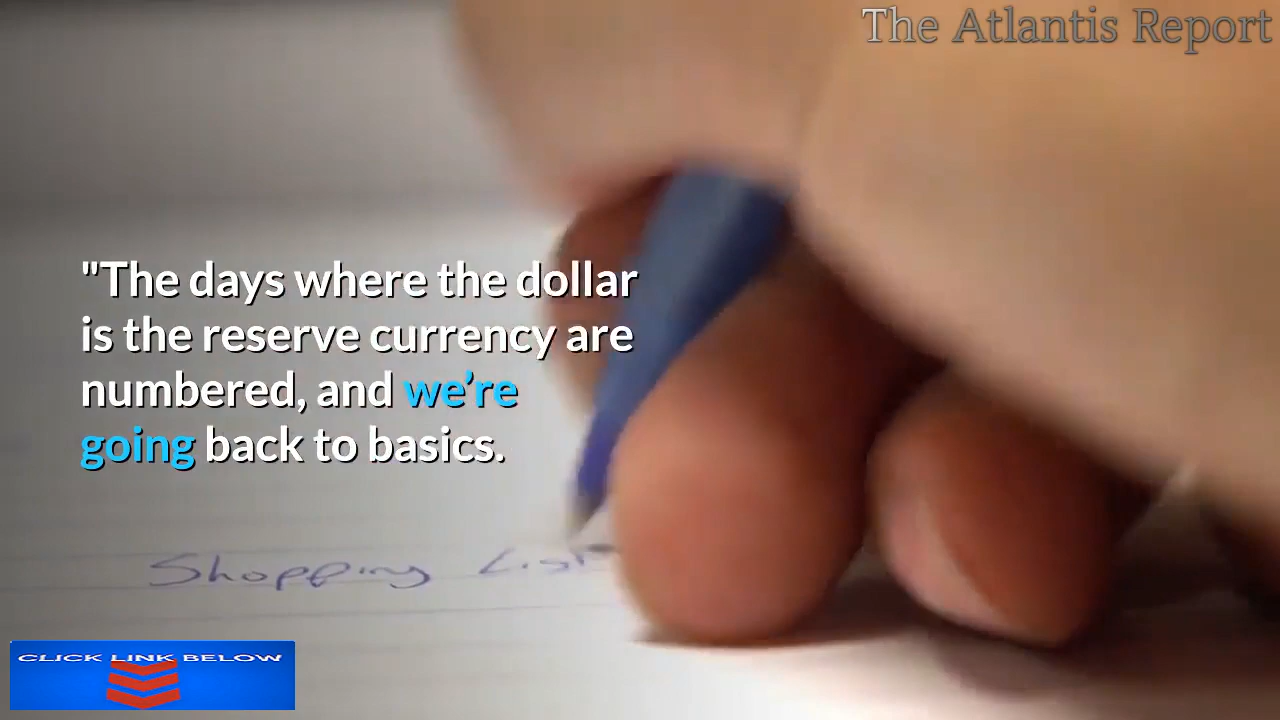 The Atlantis Report
"The days where the dollar
is the reserve currency are
numbered, and we're
going back to basics.
Shopping List
CLICK LINK BELOW